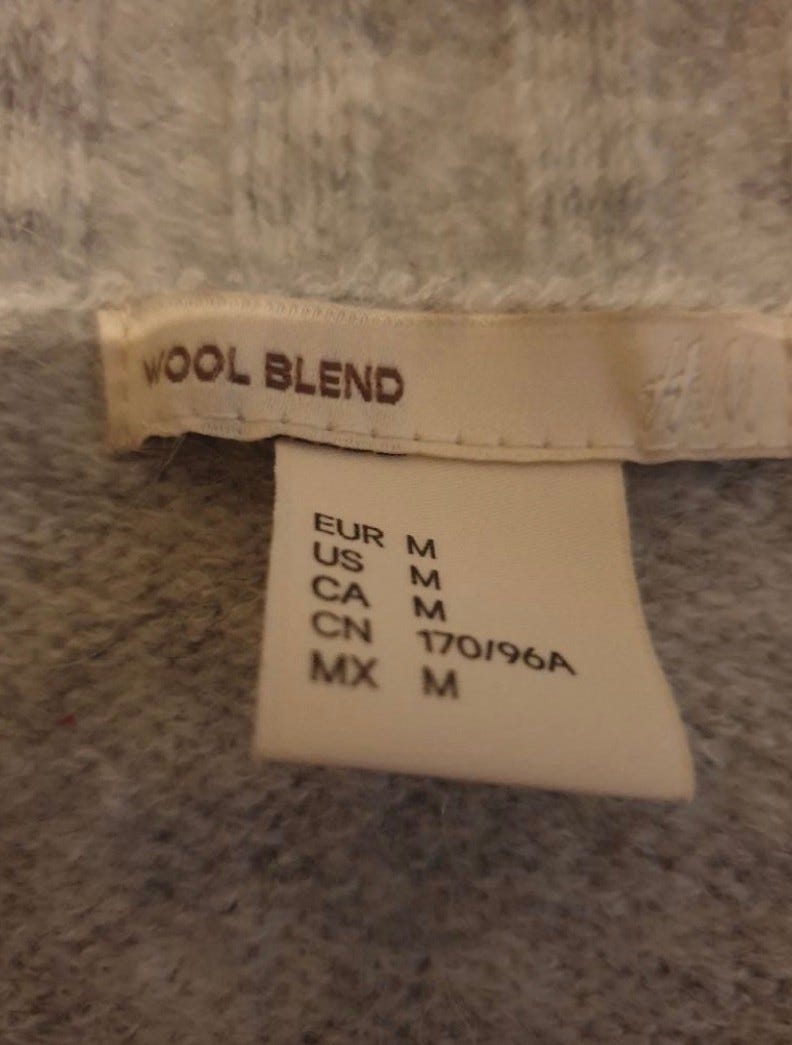 WOOL BLEND
H&M
EUR M
US M
CA M
CN 170/96A
MX M